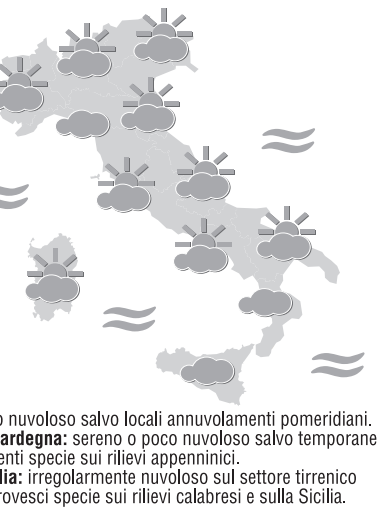 o nuvoloso salvo locali annuvolamenti pomeridiani.
ardegna: sereno o poco nuvoloso salvo temporane
enti specie sui rilievi appenninici.
lia: irregolarmente nuvoloso sul settore tirrenico
rovesci specie sui rilievi calabresi e sulla Sicilia.